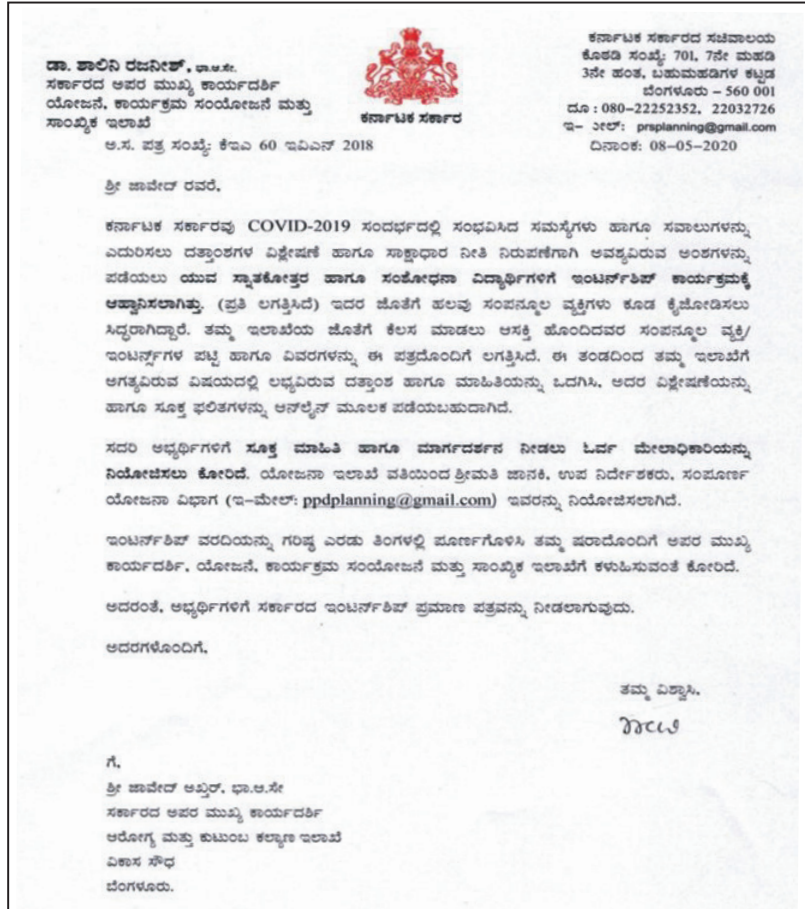 ಡಾ. ಶಾಲಿನಿ ರಜನೀಶ್, ಭಾ.ಆ.ಸೇ.
ಸರ್ಕಾರದ ಅಪರ ಮುಖ್ಯ ಕಾರ್ಯದರ್ಶಿ
ಯೋಜನೆ, ಕಾರ್ಯಕ್ರಮ ಸಂಯೋಜನೆ ಮತ್ತು
ಸಾಂಖ್ಯಿಕ ಇಲಾಖೆ
ಕರ್ನಾಟಕ ಸರ್ಕಾರ
ಕರ್ನಾಟಕ ಸರ್ಕಾರದ ಸಚಿವಾಲಯ
ಕೊಠಡಿ ಸಂಖ್ಯೆ: 701, 7ನೇ ಮಹಡಿ
3ನೇ ಹಂತ, ಬಹುಮಹಡಿಗಳ ಕಟ್ಟಡ
ಬೆಂಗಳೂರು – 560 001
ದೂ : 080-22252352, 22032726
ಇ- ಮೇಲ್: prsplanning@gmail.com
ಅ.ಸ. ಪತ್ರ ಸಂಖ್ಯೆ: ಕೆಇಎ 60 ಇವಿಎನ್ 2018
ದಿನಾಂಕ: 08-05-2020
ಶ್ರೀ ಜಾವೇದ್ ರವರೆ,
ಕರ್ನಾಟಕ ಸರ್ಕಾರವು COVID-2019 ಸಂದರ್ಭದಲ್ಲಿ ಸಂಭವಿಸಿದ ಸಮಸ್ಯೆಗಳು ಹಾಗೂ ಸವಾಲುಗಳನ್ನು
ಎದುರಿಸಲು ದತ್ತಾಂಶಗಳ ವಿಶ್ಲೇಷಣೆ ಹಾಗೂ ಸಾಕ್ಷಾಧಾರ ನೀತಿ ನಿರುಪಣೆಗಾಗಿ ಅವಶ್ಯವಿರುವ ಅಂಶಗಳನ್ನು
ಪಡೆಯಲು ಯುವ ಸ್ನಾತಕೋತ್ತರ ಹಾಗೂ ಸಂಶೋಧನಾ ವಿದ್ಯಾರ್ಥಿಗಳಿಗೆ ಇಂಟರ್ನ್‌ಶಿಪ್ ಕಾರ್ಯಕ್ರಮಕ್ಕೆ
ಆಹ್ವಾನಿಸಲಾಗಿತ್ತು. (ಪ್ರತಿ ಲಗತ್ತಿಸಿದೆ) ಇದರ ಜೊತೆಗೆ ಹಲವು ಸಂಪನ್ಮೂಲ ವ್ಯಕ್ತಿಗಳು ಕೂಡ ಕೈಜೋಡಿಸಲು
ಸಿದ್ಧರಾಗಿದ್ದಾರೆ. ತಮ್ಮ ಇಲಾಖೆಯ ಜೊತೆಗೆ ಕೆಲಸ ಮಾಡಲು ಆಸಕ್ತಿ ಹೊಂದಿದವರ ಸಂಪನ್ಮೂಲ ವ್ಯಕ್ತಿ/
ಇಂಟರ್ನ್ಸ್‌ಗಳ ಪಟ್ಟಿ ಹಾಗೂ ವಿವರಗಳನ್ನು ಈ ಪತ್ರದೊಂದಿಗೆ ಲಗತ್ತಿಸಿದೆ. ಈ ತಂಡದಿಂದ ತಮ್ಮ ಇಲಾಖೆಗೆ
ಅಗತ್ಯವಿರುವ ವಿಷಯದಲ್ಲಿ ಲಭ್ಯವಿರುವ ದತ್ತಾಂಶ ಹಾಗೂ ಮಾಹಿತಿಯನ್ನು ಒದಗಿಸಿ, ಅದರ ವಿಶ್ಲೇಷಣೆಯನ್ನು
ಹಾಗೂ ಸೂಕ್ತ ಫಲಿತಗಳನ್ನು ಆನ್‌ಲೈನ್ ಮೂಲಕ ಪಡೆಯಬಹುದಾಗಿದೆ.
ಸದರಿ ಅಭ್ಯರ್ಥಿಗಳಿಗೆ ಸೂಕ್ತ ಮಾಹಿತಿ ಹಾಗೂ ಮಾರ್ಗದರ್ಶನ ನೀಡಲು ಓರ್ವ ಮೇಲಾಧಿಕಾರಿಯನ್ನು
ನಿಯೋಜಿಸಲು ಕೋರಿದೆ. ಯೋಜನಾ ಇಲಾಖೆ ವತಿಯಿಂದ ಶ್ರೀಮತಿ ಜಾನಕಿ, ಉಪ ನಿರ್ದೇಶಕರು, ಸಂಪೂರ್ಣ
ಯೋಜನಾ ವಿಭಾಗ (ಇ-ಮೇಲ್: ppdplanning@gmail.com) ಇವರನ್ನು ನಿಯೋಜಿಸಲಾಗಿದೆ.
ಇಂಟರ್ನ್‌ಶಿಪ್ ವರದಿಯನ್ನು ಗರಿಷ್ಠ ಎರಡು ತಿಂಗಳಲ್ಲಿ ಪೂರ್ಣಗೊಳಿಸಿ ತಮ್ಮ ಷರಾದೊಂದಿಗೆ ಅಪರ ಮುಖ್ಯ
ಕಾರ್ಯದರ್ಶಿ, ಯೋಜನೆ, ಕಾರ್ಯಕ್ರಮ ಸಂಯೋಜನೆ ಮತ್ತು ಸಾಂಖ್ಯಿಕ ಇಲಾಖೆಗೆ ಕಳುಹಿಸುವಂತೆ ಕೋರಿದೆ.
ಅದರಂತೆ, ಅಭ್ಯರ್ಥಿಗಳಿಗೆ ಸರ್ಕಾರದ ಇಂಟರ್ನ್‌ಶಿಪ್ ಪ್ರಮಾಣ ಪತ್ರವನ್ನು ನೀಡಲಾಗುವುದು.
ಆದರಗಳೊಂದಿಗೆ,
ತಮ್ಮ ವಿಶ್ವಾಸಿ,
ಗೆ,
ಶ್ರೀ ಜಾವೇದ್ ಅಖ್ತರ್, ಭಾ.ಆ.ಸೇ
ಸರ್ಕಾರದ ಅಪರ ಮುಖ್ಯ ಕಾರ್ಯದರ್ಶಿ
ಆರೋಗ್ಯ ಮತ್ತು ಕುಟುಂಬ ಕಲ್ಯಾಣ ಇಲಾಖೆ
ವಿಕಾಸ ಸೌಧ
ಬೆಂಗಳೂರು.